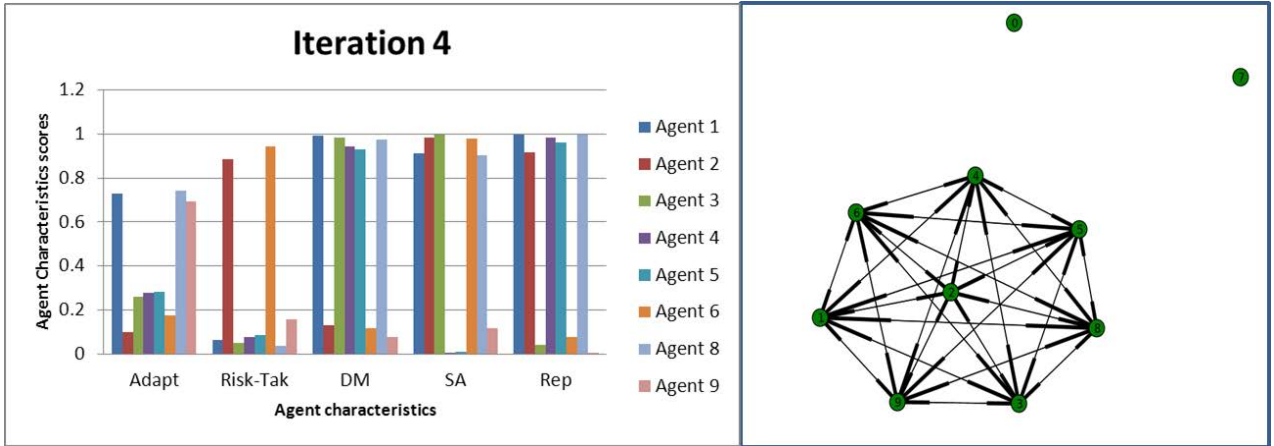 Iteration 4
Agent Characteristics scores
1.2
1
0.8
0.6
0.4
0.2
0
Adapt Risk-Tak DM SA Rep
Agent characteristics
Agent 1
Agent 2
Agent 3
Agent 4
Agent 5
Agent 6
Agent 8
Agent 9
0
7
4
6
5
2
1
8
9
3